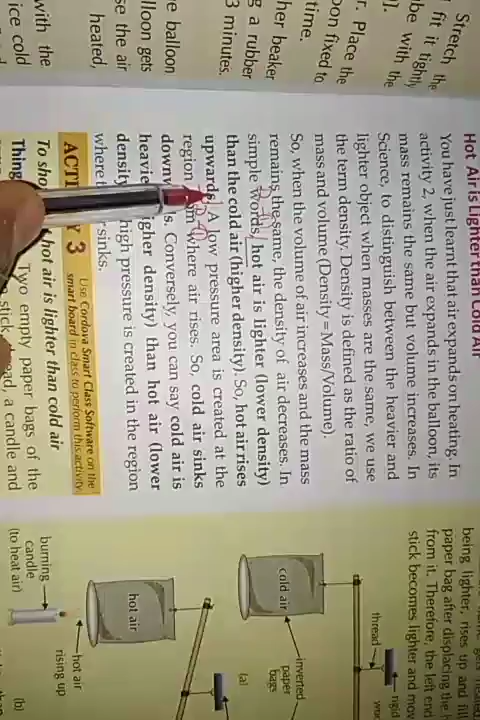 Stretch the
fit it tightly
be with the
r. Place the
on fixed to
time.
her beaker
g a rubber
3 minutes.
re balloon
lloon gets
se the air
heated
with the
ice cold
Hot Air is Lighter than Cold Air
You have just learnt that air expands on heating. In
activity 2, when the air expands in the balloon, its
mass remains the same but volume increases. In
Science, to distinguish between the heavier and
lighter object when masses are the same, we use
the term density. Density is defined as the ratio of
mass and volume (Density=Mass/Volume).
So, when the volume of air increases and the mass
remains the same, the density of air decreases. In
simple words, hot air is lighter (lower density)
than the cold air (higher density). So, hot air rises
upwards. A low pressure area is created at the
region from where air rises. So, cold air sinks
downwards. Conversely, you can say cold air is
heavier higher density) than hot air (lower
density high pressure is created in the region
where sinks.
ACTI Y 3
Use Cordova Smart Class Software on the
smart board in class to perform this activity
To sho hot air is lighter than cold air
Thing Two empty paper bags of the
stick a candle and
being lighter, rises up and fill
paper bag after displacing the
from it. Therefore, the left end
stick becomes lighter and mov
thread
rigid
cold air
inverted
paper
bags
(a)
hot air
hot air
rising up
burning
candle
(to heat air)
(b)